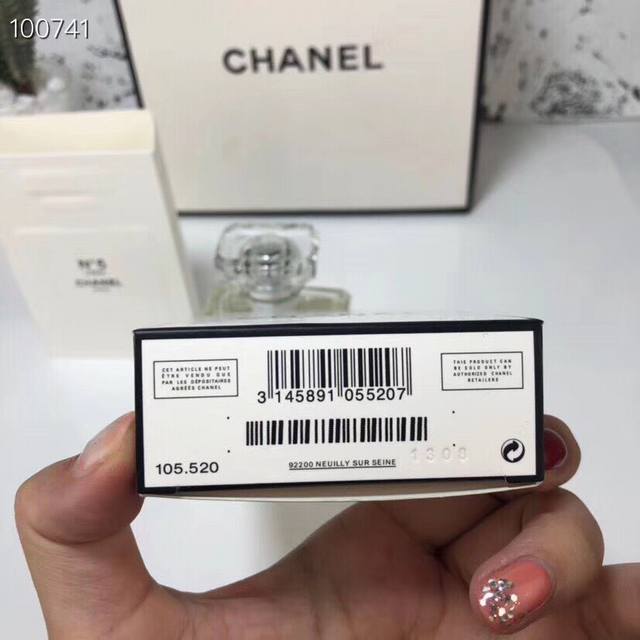 100741
CHANEL
N°5
CHANEL
CET ARTICLE NE PEUT
ÊTRE VENDU QUE
PAR LES DÉPOSITAIRES
AGRÉÉS CHANEL
3 145891 055207
THIS PRODUCT CAN
BE SOLD ONLY BY
AUTHORIZED CHANEL
RETAILERS
105.520
92200 NEUILLY SUR SEINE
1308